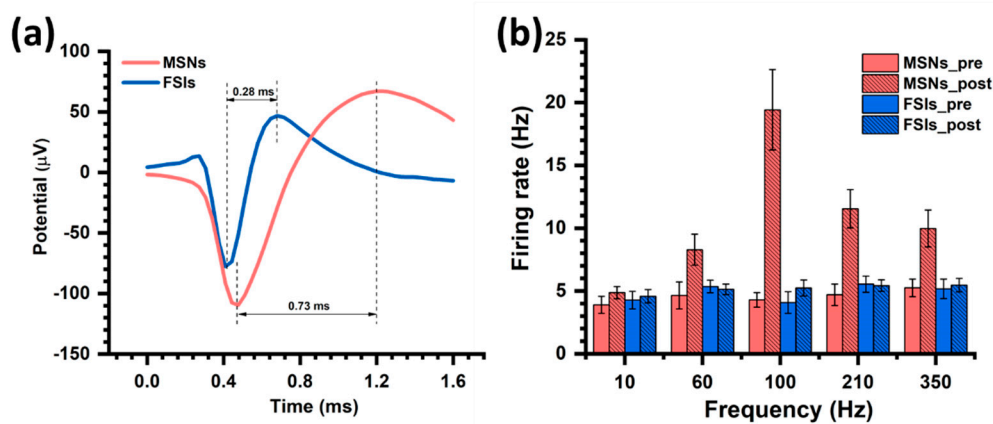 (a)
100
50
0
-50
-100
-150
Potential (μV)
MSNs
FSIs
0.28 ms
0.73 ms
0.0 0.4 0.8 1.2 1.6
Time (ms)
(b)
25
20
15
10
5
0
Firing rate (Hz)
MSNs_pre
MSNs_post
FSIs_pre
FSIs_post
10 60 100 210 350
Frequency (Hz)